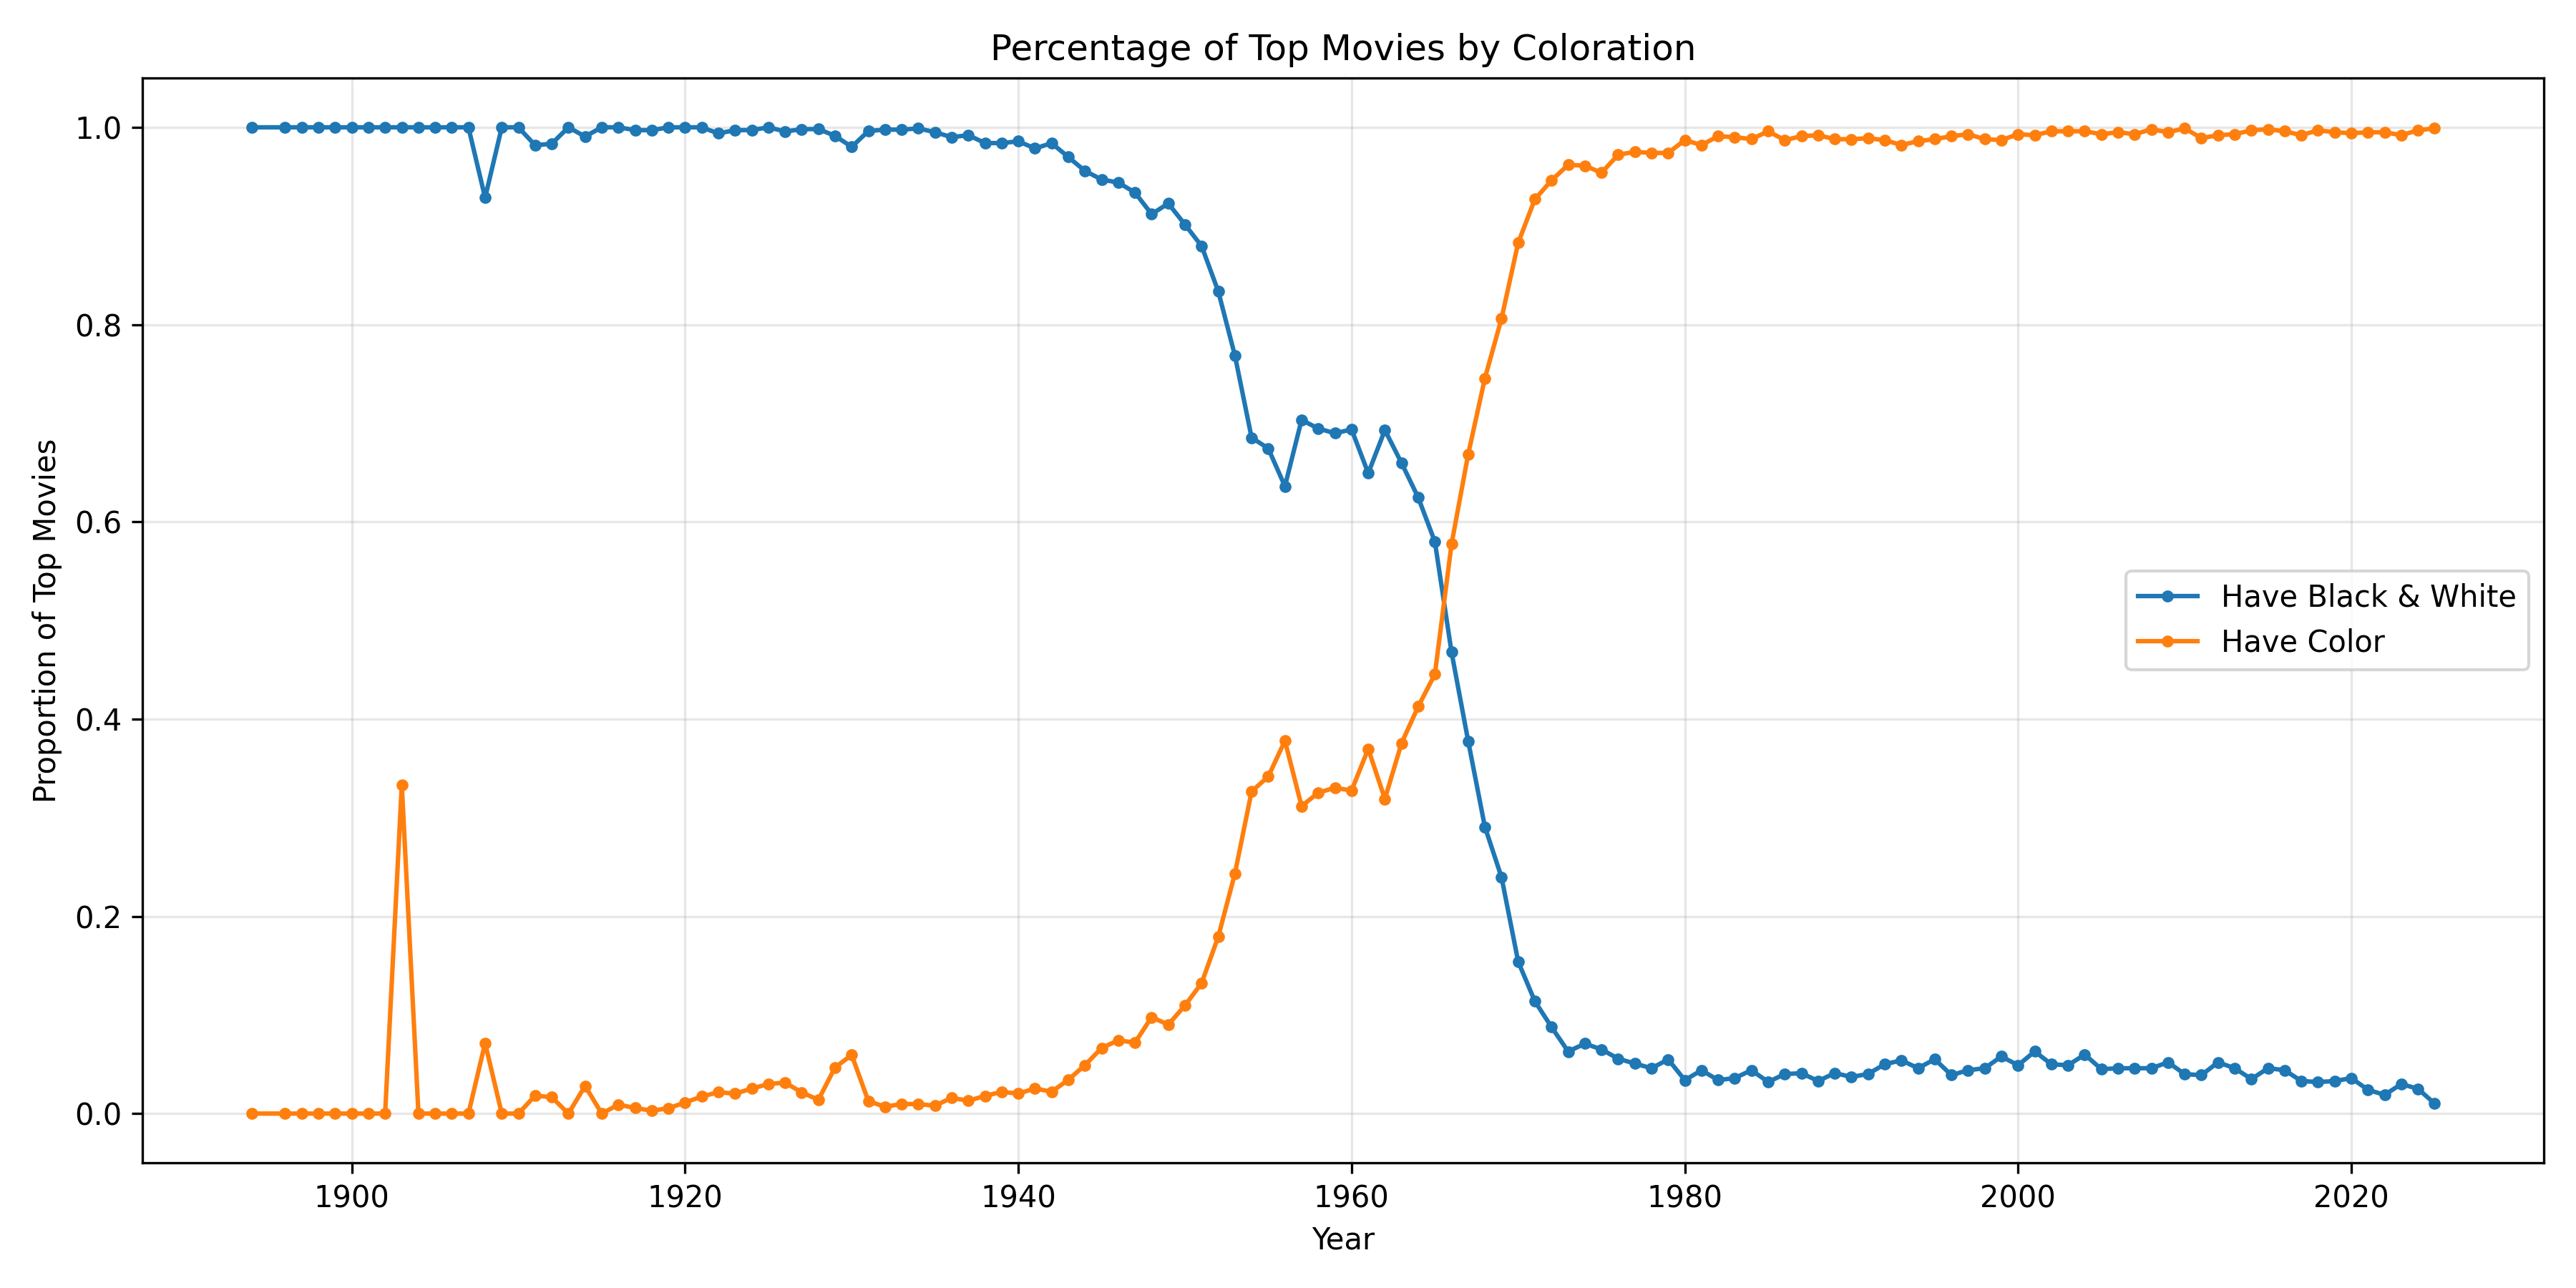 Percentage of Top Movies by Coloration
Proportion of Top Movies
1.0
0.8
0.6
0.4
0.2
0.0
Have Black & White
Have Color
1900 1920 1940 1960 1980 2000 2020
Year